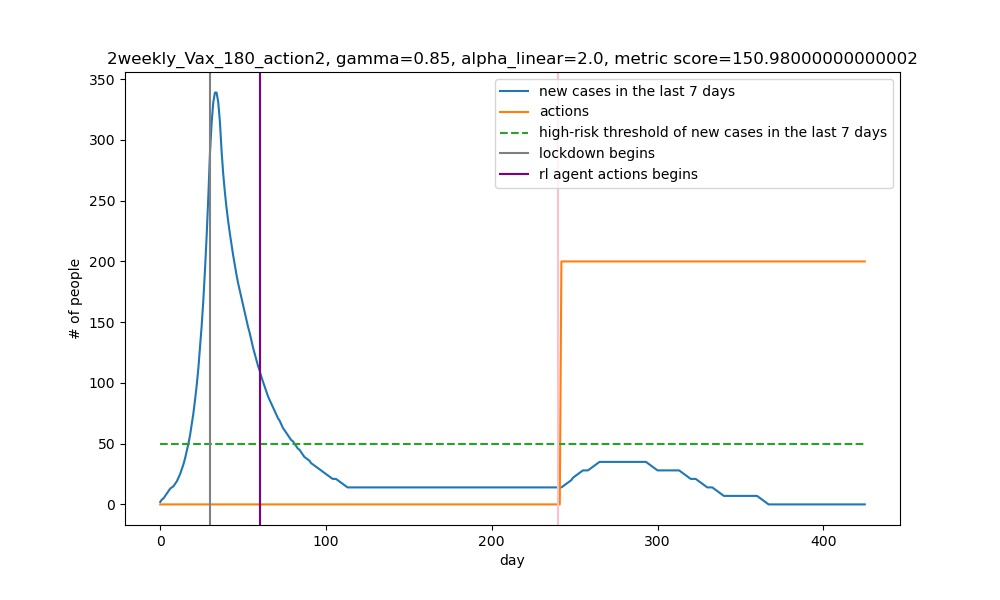 2weekly_Vax_180_action2, gamma=0.85, alpha_linear=2.0, metric score=150.98000000000002
350
300
250
200
150
100
50
0
# of people
new cases in the last 7 days
actions
high-risk threshold of new cases in the last 7 days
lockdown begins
rl agent actions begins
0 100 200 300 400
day